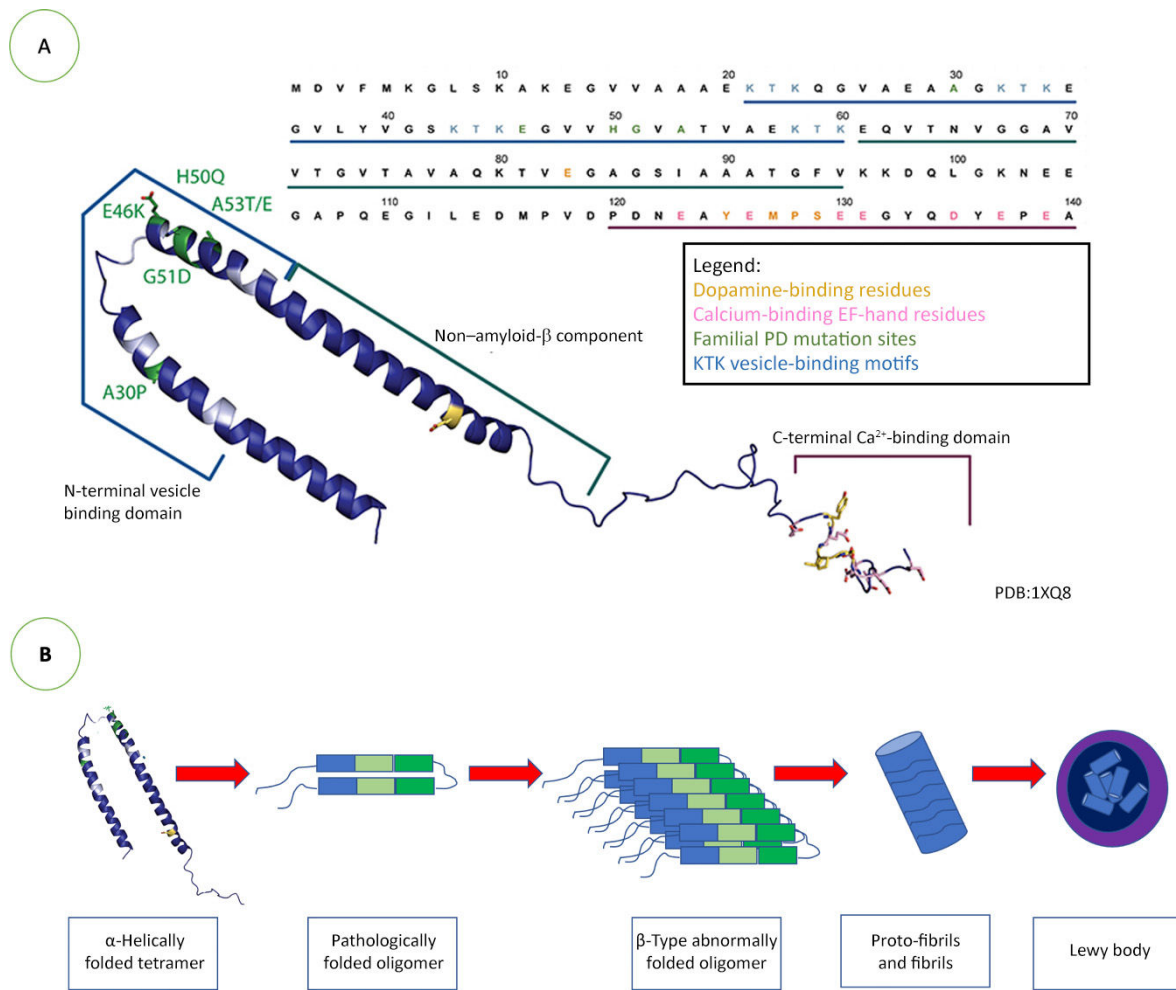 A
10 20 30
M D V F M K G L S K A K E G V V A A A E K T K Q G V A E A A G K T K E
40 50 60 70
G V L Y V G S K T K E G V V H G V A T V A E K T K E Q V T N V G G A V
80 90 100
V T G V T A V A Q K T V E G A G S I A A A T G F V K K D Q L G K N E E
110 120 130 140
G A P Q E G I L E D M P V D P D N E A Y E M P S E E G Y Q D Y E P E A
H50Q
E46K
A53T/E
G51D
A30P
Non–amyloid-β component
N-terminal vesicle
binding domain
Legend:
Dopamine-binding residues
Calcium-binding EF-hand residues
Familial PD mutation sites
KTK vesicle-binding motifs
C-terminal Ca²⁺-binding domain
PDB:1XQ8
B
α-Helically
folded tetramer
Pathologically
folded oligomer
β-Type abnormally
folded oligomer
Proto-fibrils
and fibrils
Lewy body